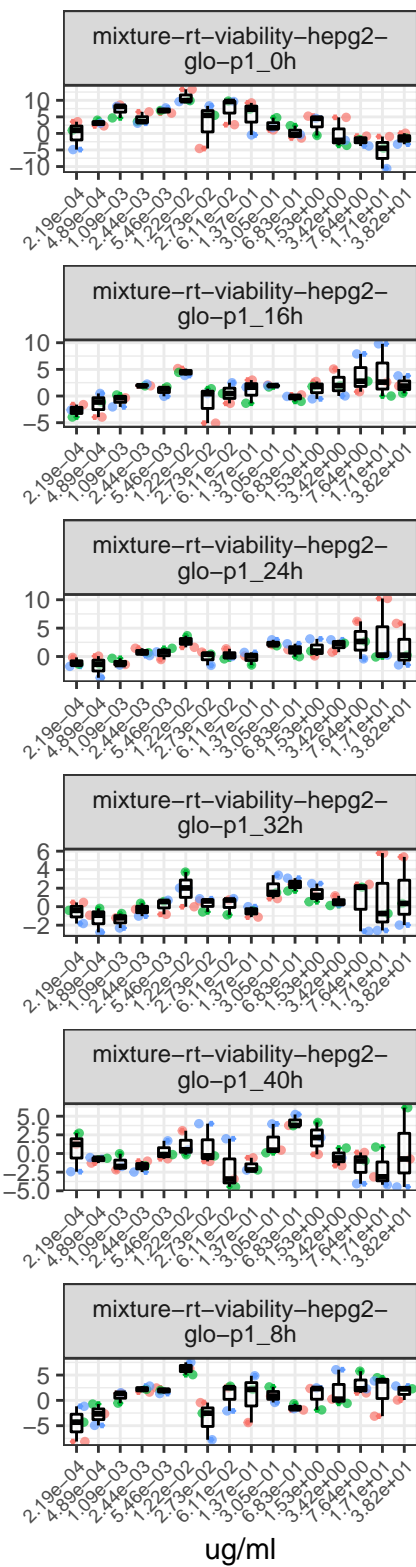 mixture−rt−viability−hepg2−
glo−p1_0h
10
5
0
−5
−10
2.19e−04
4.89e−04
1.09e−03
2.44e−03
5.46e−03
1.22e−02
2.73e−02
6.11e−02
1.37e−01
3.05e−01
6.83e−01
1.53e+00
3.42e+00
7.64e+00
1.71e+01
3.82e+01
mixture−rt−viability−hepg2−
glo−p1_16h
10
5
0
−5
2.19e−04
4.89e−04
1.09e−03
2.44e−03
5.46e−03
1.22e−02
2.73e−02
6.11e−02
1.37e−01
3.05e−01
6.83e−01
1.53e+00
3.42e+00
7.64e+00
1.71e+01
3.82e+01
mixture−rt−viability−hepg2−
glo−p1_24h
10
5
0
2.19e−04
4.89e−04
1.09e−03
2.44e−03
5.46e−03
1.22e−02
2.73e−02
6.11e−02
1.37e−01
3.05e−01
6.83e−01
1.53e+00
3.42e+00
7.64e+00
1.71e+01
3.82e+01
mixture−rt−viability−hepg2−
glo−p1_32h
6
4
2
0
−2
2.19e−04
4.89e−04
1.09e−03
2.44e−03
5.46e−03
1.22e−02
2.73e−02
6.11e−02
1.37e−01
3.05e−01
6.83e−01
1.53e+00
3.42e+00
7.64e+00
1.71e+01
3.82e+01
mixture−rt−viability−hepg2−
glo−p1_40h
5.0
2.5
0.0
−2.5
−5.0
2.19e−04
4.89e−04
1.09e−03
2.44e−03
5.46e−03
1.22e−02
2.73e−02
6.11e−02
1.37e−01
3.05e−01
6.83e−01
1.53e+00
3.42e+00
7.64e+00
1.71e+01
3.82e+01
mixture−rt−viability−hepg2−
glo−p1_8h
5
0
−5
2.19e−04
4.89e−04
1.09e−03
2.44e−03
5.46e−03
1.22e−02
2.73e−02
6.11e−02
1.37e−01
3.05e−01
6.83e−01
1.53e+00
3.42e+00
7.64e+00
1.71e+01
3.82e+01
ug/ml